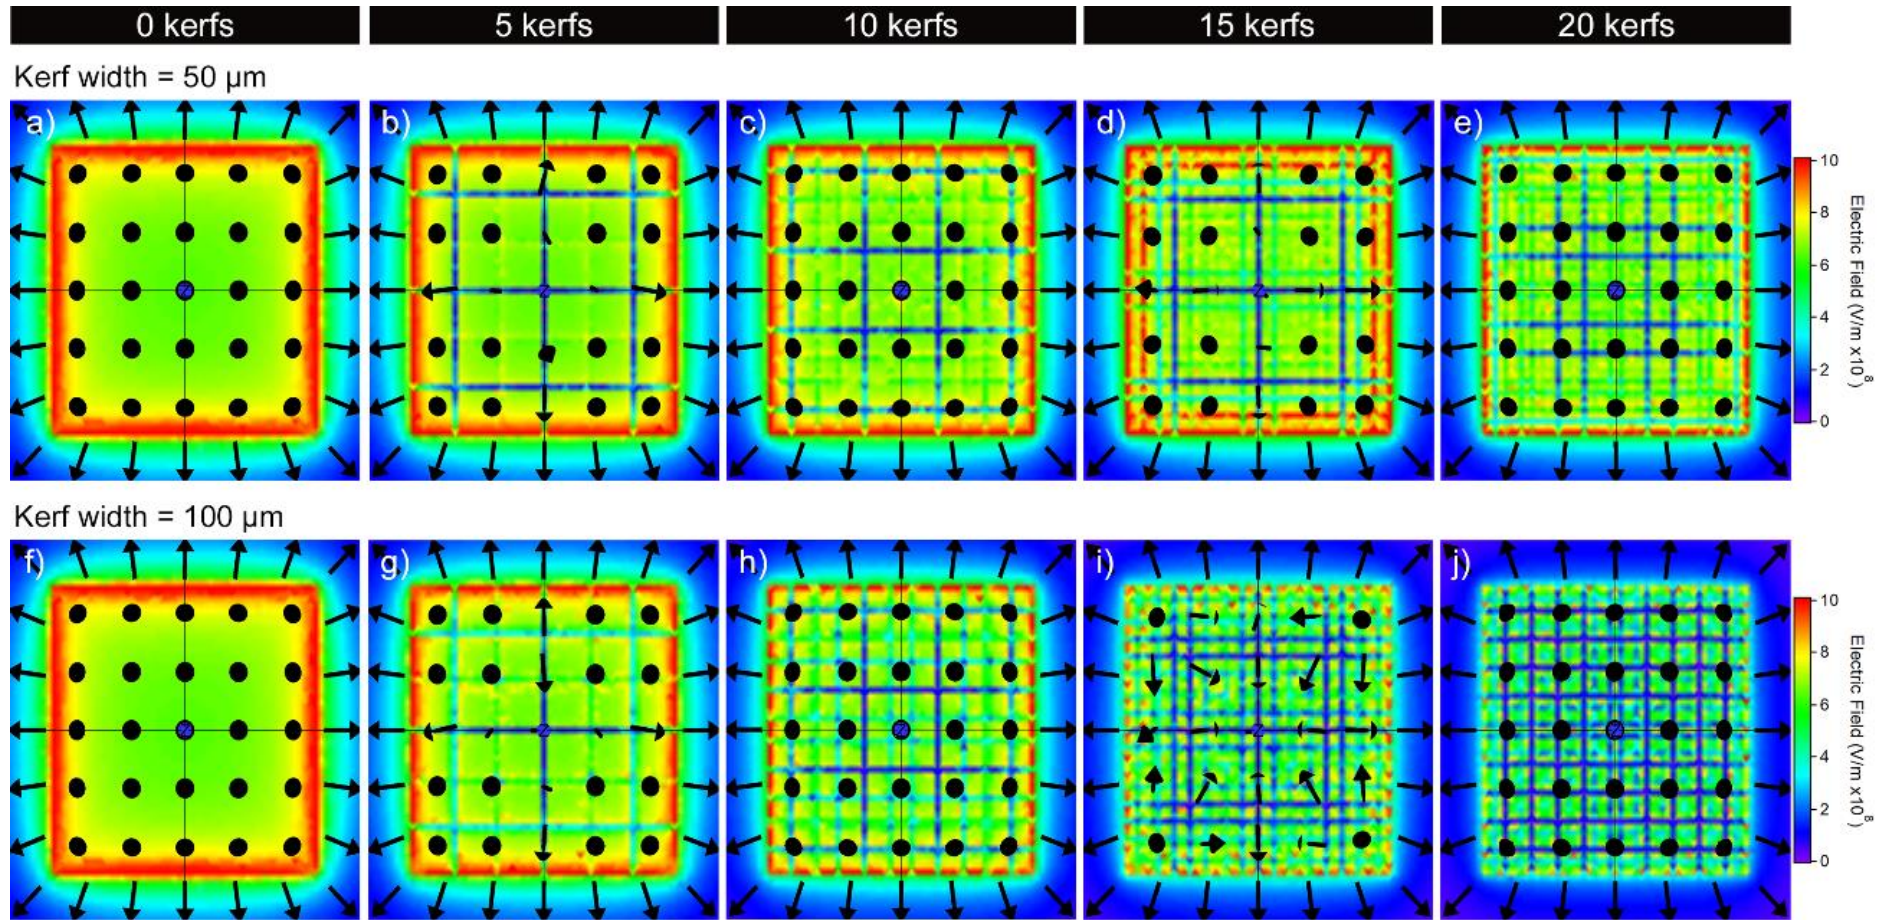 0 kerfs 5 kerfs 10 kerfs 15 kerfs 20 kerfs
Kerf width = 50 µm
a) b) c) d) e)
Z Z Z Z Z
10
8
6
4
2
0
Electric Field (V/m x10⁸)
Kerf width = 100 µm
f) g) h) i) j)
Z Z Z Z Z
10
8
6
4
2
0
Electric Field (V/m x10⁸)